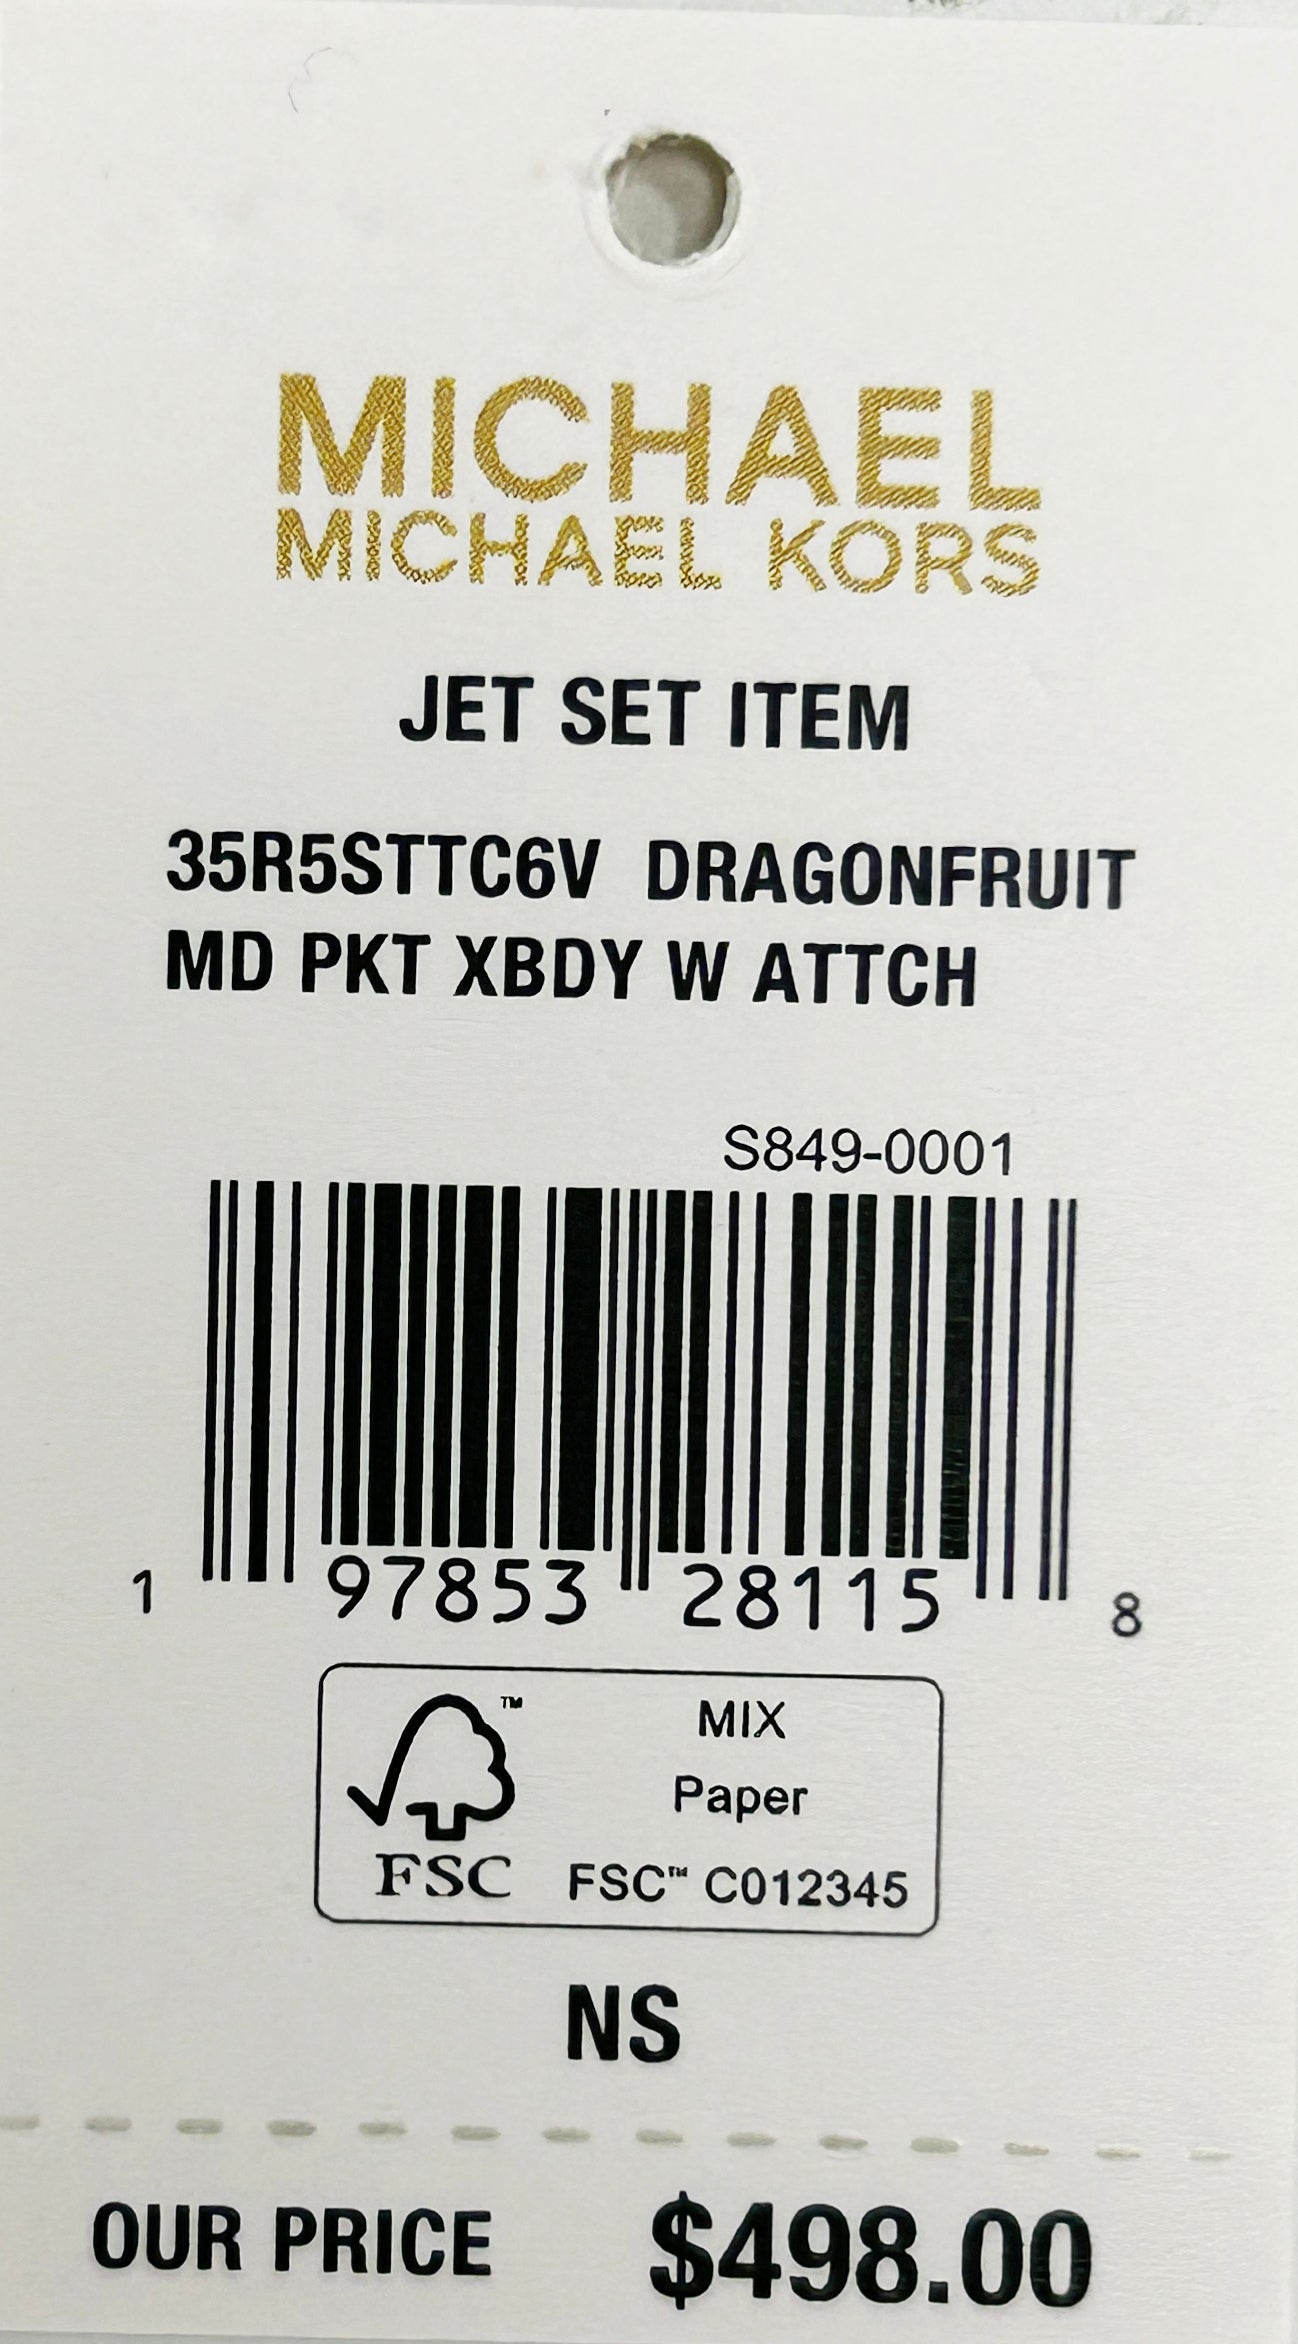 MICHAEL
MICHAEL KORS
JET SET ITEM
35R5STTC6V DRAGONFRUIT
MD PKT XBDY W ATTCH
S849-0001
1 97853 28115 8
™
MIX
Paper
FSC FSC™ C012345
NS
OUR PRICE $498.00